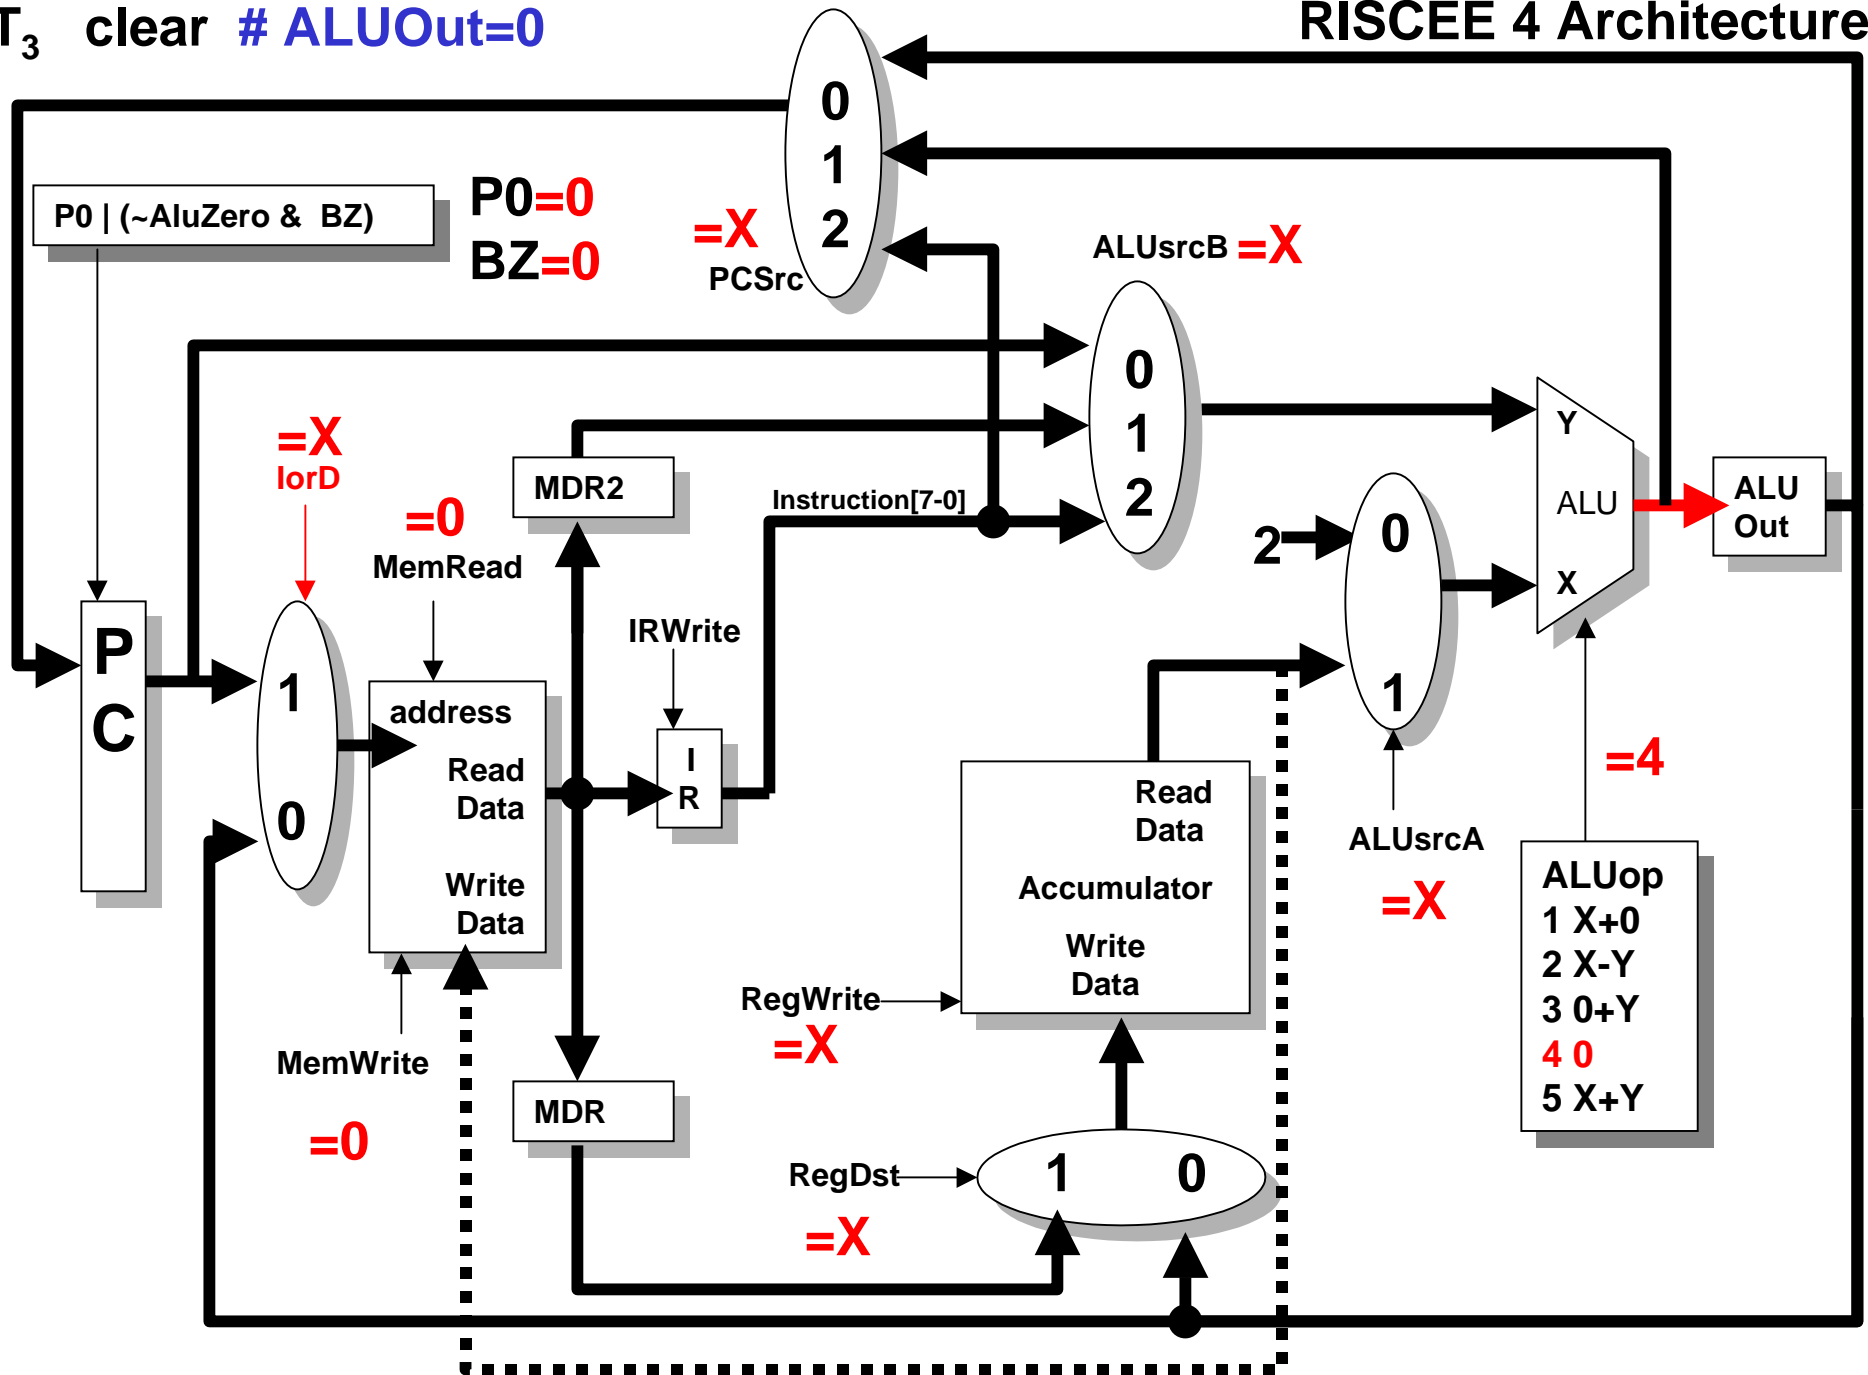 T3 clear # ALUOut=0
RISCEE 4 Architecture
0
1
2
P0 | (~AluZero & BZ)
P0=0
BZ=0
=X
PCSrc
ALUsrcB =X
0
1
2
=X
IorD
=0
MemRead
MDR2
Instruction[7-0]
Y
ALU
X
ALU
Out
2
0
1
P
C
1
0
address
Read
Data
Write
Data
IRWrite
I
R
=4
ALUsrcA
=X
Read
Data
Accumulator
Write
Data
ALUop
1 X+0
2 X-Y
3 0+Y
4 0
5 X+Y
RegWrite
=X
MemWrite
=0
MDR
RegDst
=X
1 0